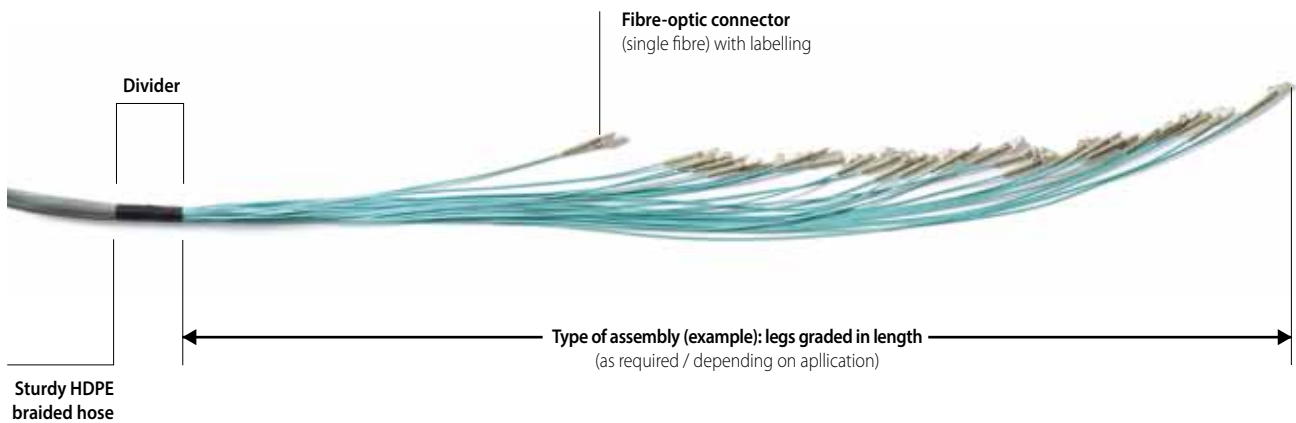 Fibre-optic connector
(single fibre) with labelling
Divider
Type of assembly (example): legs graded in length
(as required / depending on apllication)
Sturdy HDPE
braided hose